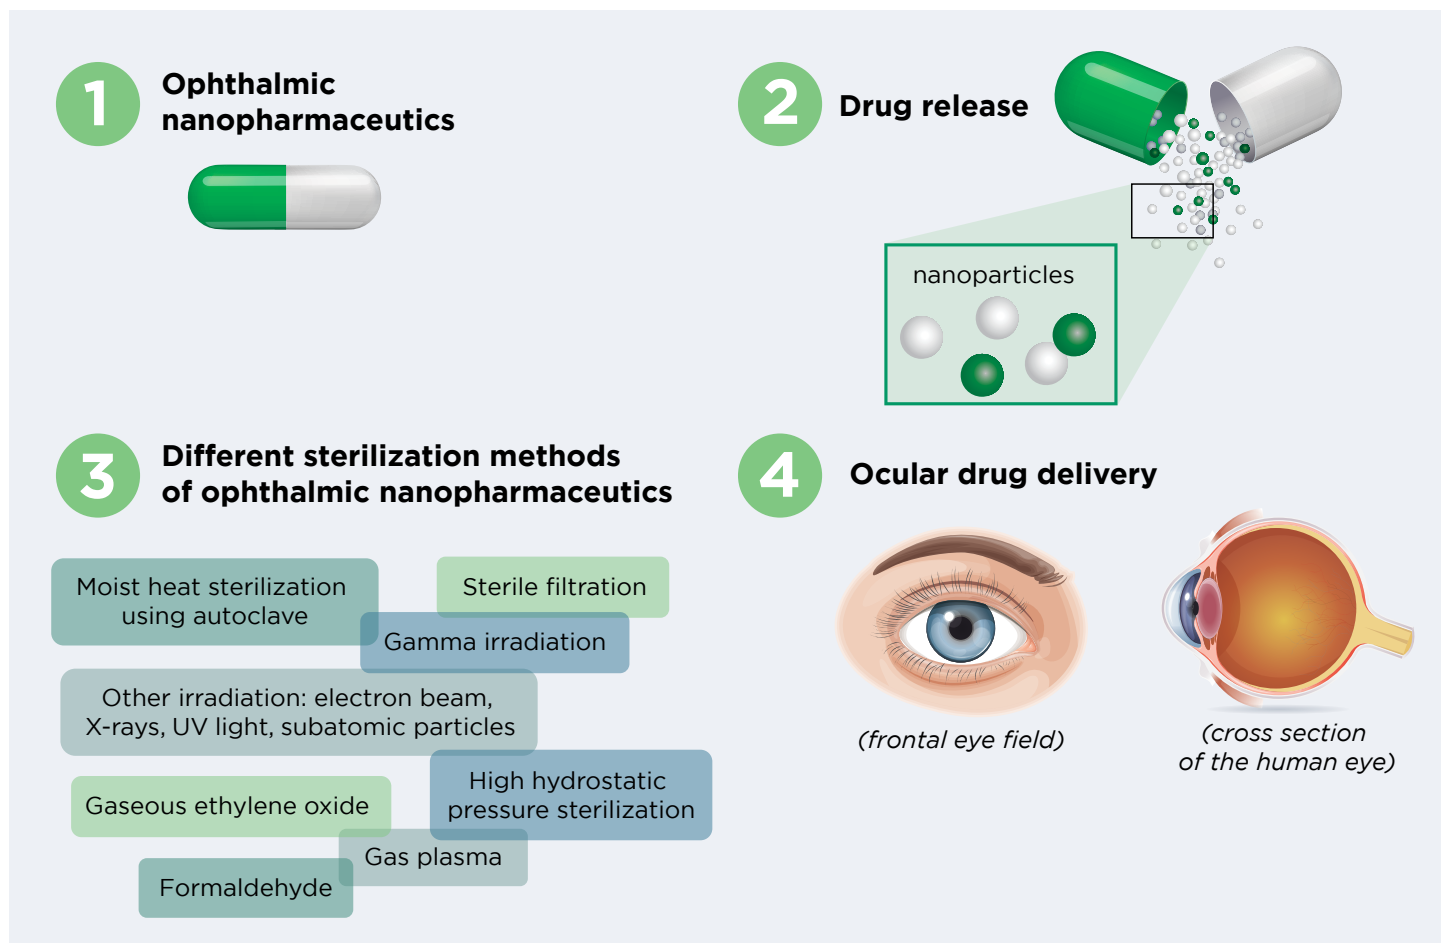 1
Ophthalmic
nanopharmaceutics
2
Drug release
nanoparticles
3
Different sterilization methods
of ophthalmic nanopharmaceutics
Moist heat sterilization
using autoclave
Sterile filtration
Gamma irradiation
Other irradiation: electron beam,
X-rays, UV light, subatomic particles
High hydrostatic
pressure sterilization
Gaseous ethylene oxide
Gas plasma
Formaldehyde
4
Ocular drug delivery
(frontal eye field)
(cross section
of the human eye)